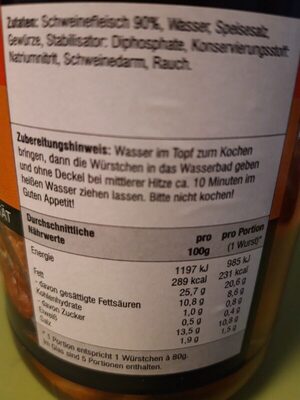 Zutaten: Schweinefleisch 90%, Wasser, Speisesalz,
Gewürze, Stabilisator: Diphosphate, Konservierungsstoff:
Natriumnitrit, Schweinedarm, Rauch.
Zubereitungshinweis: Wasser im Topf zum Kochen
bringen, dann die Würstchen in das Wasserbad geben
und ohne Deckel bei mittlerer Hitze ca. 10 Minuten im
heißen Wasser ziehen lassen. Bitte nicht kochen!
Guten Appetit!
Durchschnittliche Nährwerte pro 100g pro Portion (1 Wurst)*
Energie 1197 kJ 985 kJ
289 kcal 231 kcal
Fett 25,7 g 20,6 g
- davon gesättigte Fettsäuren 10,8 g 8,6 g
Kohlenhydrate 1,0 g 0,8 g
- davon Zucker 0,5 g 0,4 g
Eiweiß 13,5 g 10,8 g
Salz 1,9 g 1,5 g
* 1 Portion entspricht 1 Würstchen à 80g.
Im Glas sind 5 Portionen enthalten.